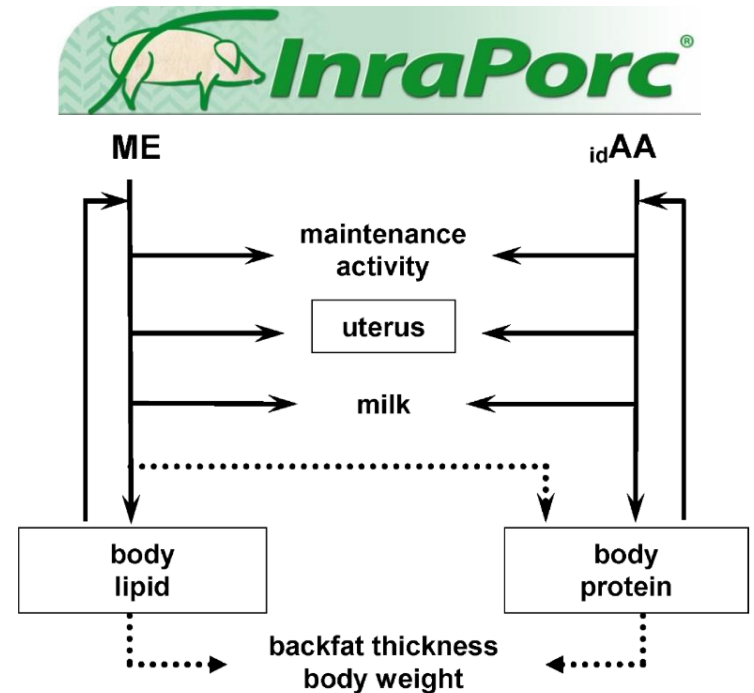 InraPorc®
ME
idAA
maintenance
activity
uterus
milk
body
lipid
body
protein
backfat thickness
body weight